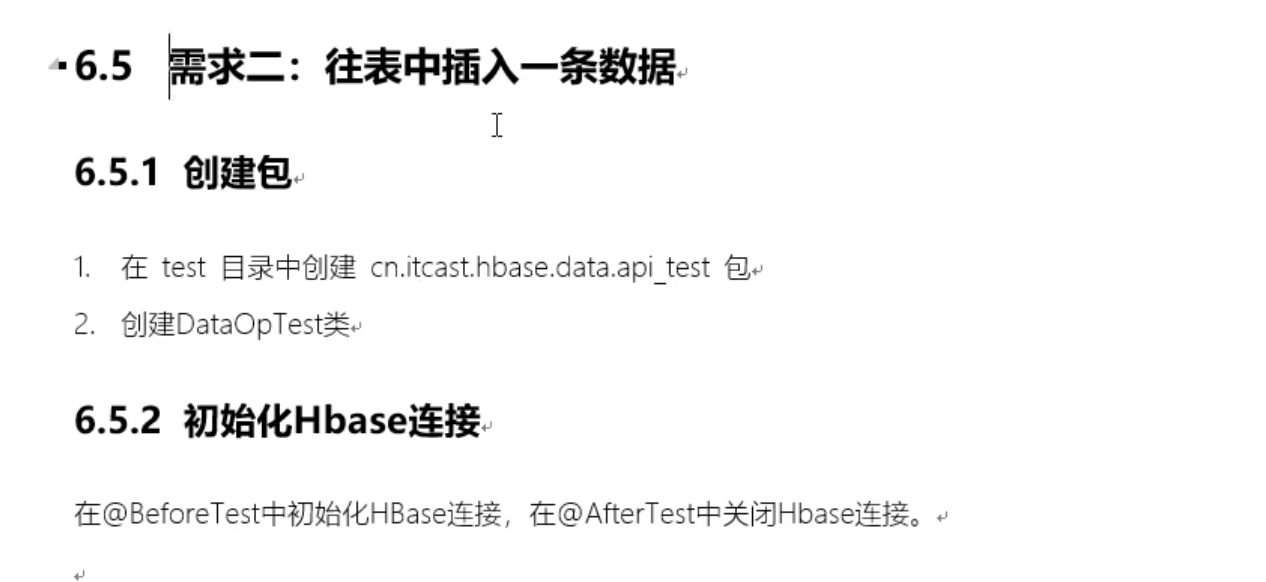 6.5 需求二：往表中插入一条数据
6.5.1 创建包
1. 在 test 目录中创建 cn.itcast.hbase.data.api_test 包
2. 创建DataOpTest类
6.5.2 初始化Hbase连接
在@BeforeTest中初始化HBase连接，在@AfterTest中关闭Hbase连接。